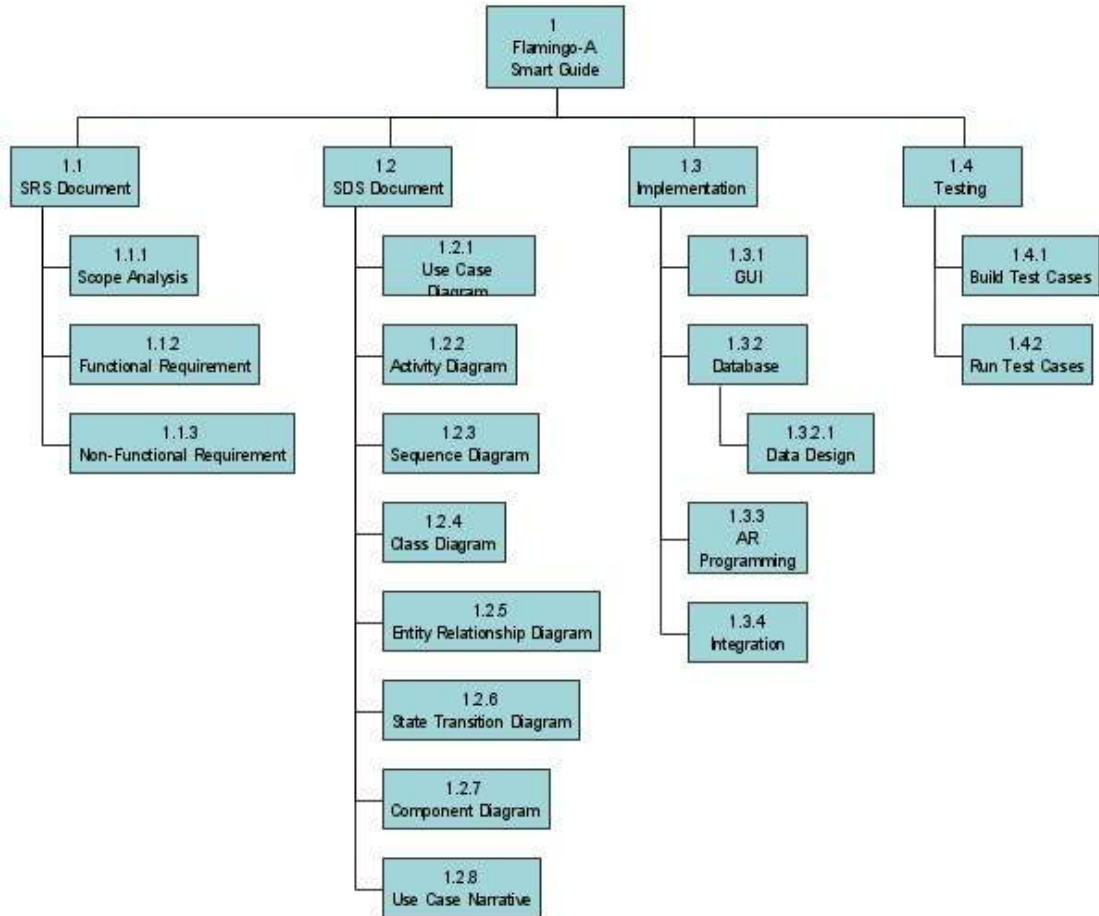 1
Flamingo-A
Smart Guide
1.1
SRS Document
1.2
SDS Document
1.3
Implementation
1.4
Testing
1.1.1
Scope Analysis
1.1.2
Functional Requirement
1.1.3
Non-Functional Requirement
1.2.1
Use Case
Diagram
1.2.2
Activity Diagram
1.2.3
Sequence Diagram
1.2.4
Class Diagram
1.2.5
Entity Relationship Diagram
1.2.6
State Transition Diagram
1.2.7
Component Diagram
1.2.8
Use Case Narrative
1.3.1
GUI
1.3.2
Database
1.3.2.1
Data Design
1.3.3
AR
Programming
1.3.4
Integration
1.4.1
Build Test Cases
1.4.2
Run Test Cases